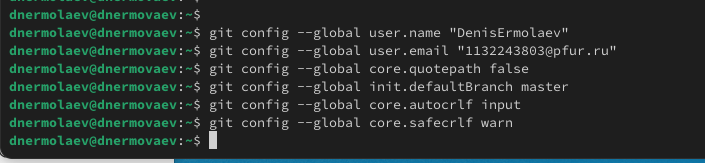 dnermolaev@dnermovaev:~$
dnermolaev@dnermovaev:~$ git config --global user.name "DenisErmolaev"
dnermolaev@dnermovaev:~$ git config --global user.email "1132243803@pfur.ru"
dnermolaev@dnermovaev:~$ git config --global core.quotepath false
dnermolaev@dnermovaev:~$ git config --global init.defaultBranch master
dnermolaev@dnermovaev:~$ git config --global core.autocrlf input
dnermolaev@dnermovaev:~$ git config --global core.safecrlf warn
dnermolaev@dnermovaev:~$